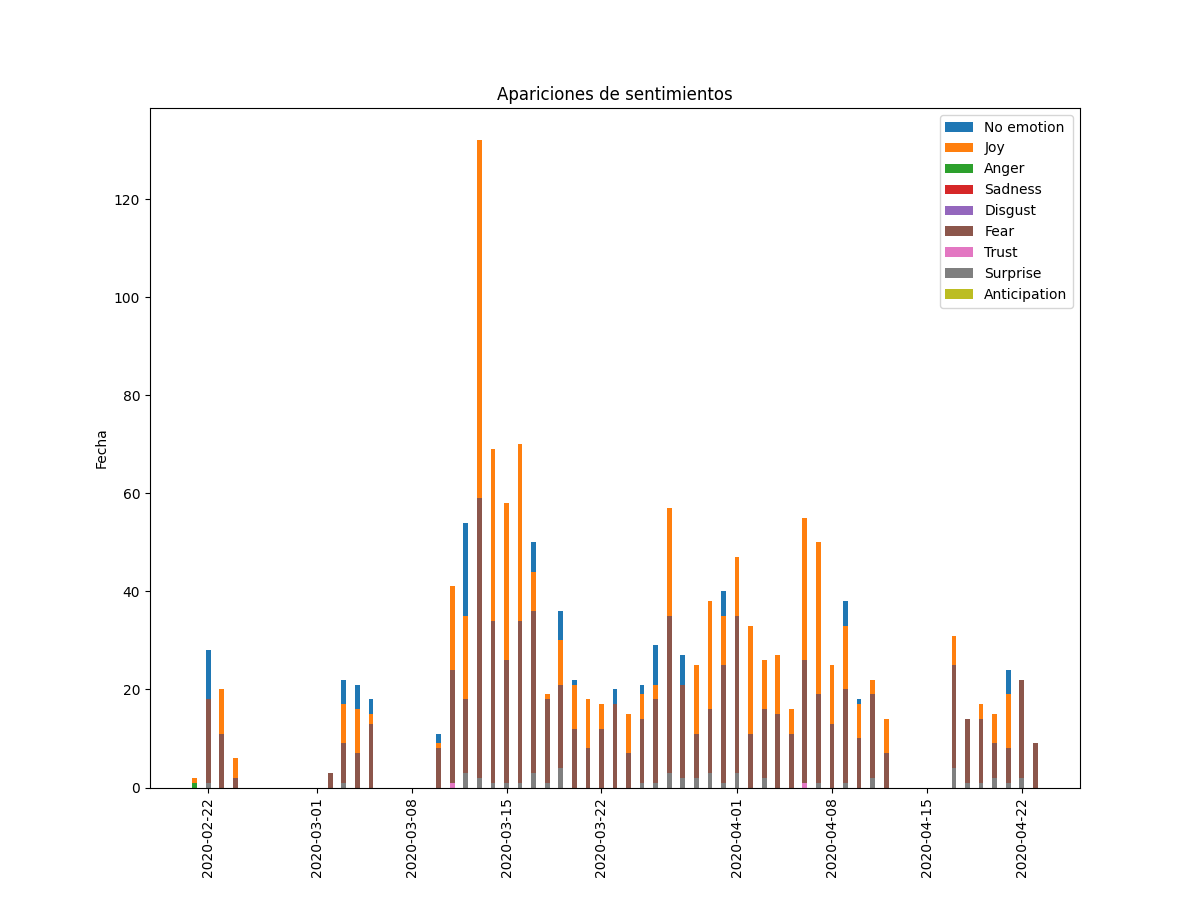 Apariciones de sentimientos
No emotion
Joy
Anger
Sadness
Disgust
Fear
Trust
Surprise
Anticipation
Fecha
120
100
80
60
40
20
0
2020-02-22
2020-03-01
2020-03-08
2020-03-15
2020-03-22
2020-04-01
2020-04-08
2020-04-15
2020-04-22